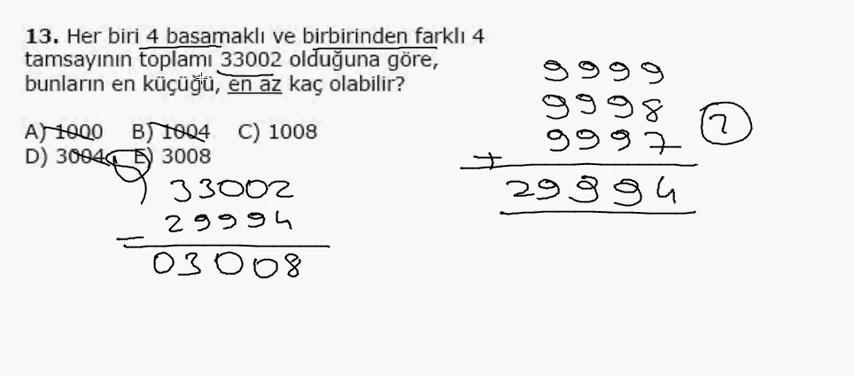 13. Her biri 4 basamaklı ve birbirinden farklı 4
tamsayının toplamı 33002 olduğuna göre,
bunların en küçüğü, en az kaç olabilir?
A) 1000 B) 1004 C) 1008
D) 3004 E) 3008
33002
29994
=
03008
9999
9998
9997
+
29994
?